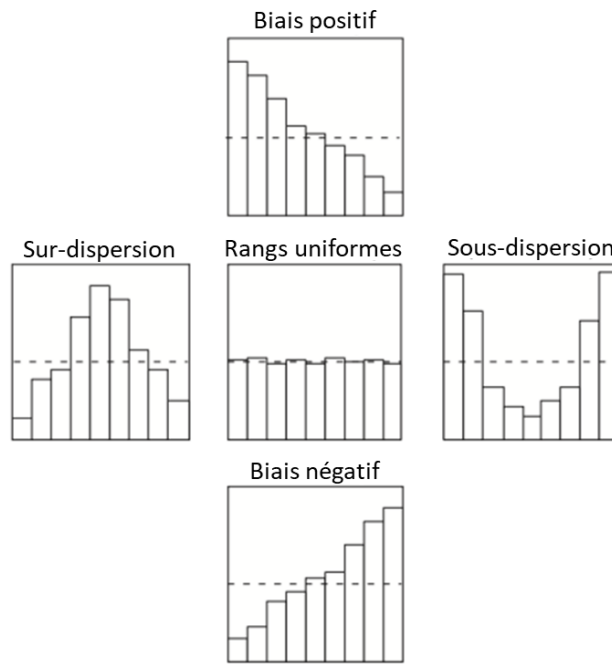 Biais positif
Sur-dispersion
Rangs uniformes
Sous-dispersion
Biais négatif